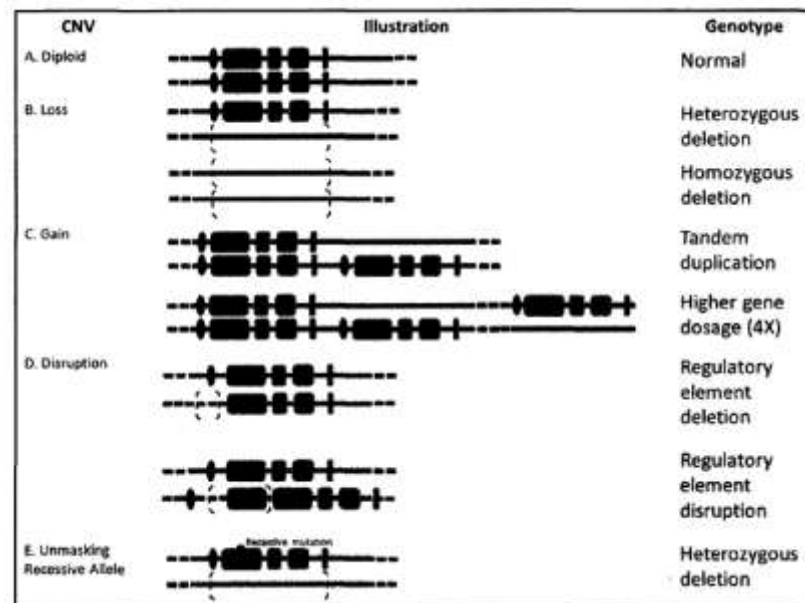 CNV Illustration Genotype
A. Diploid
Normal
B. Loss
Heterozygous
deletion
Homozygous
deletion
C. Gain
Tandem
duplication
Higher gene
dosage (4X)
D. Disruption
Regulatory
element
deletion
Regulatory
element
disruption
Recessive mutation
E. Unmasking
Recessive Allele
Heterozygous
deletion